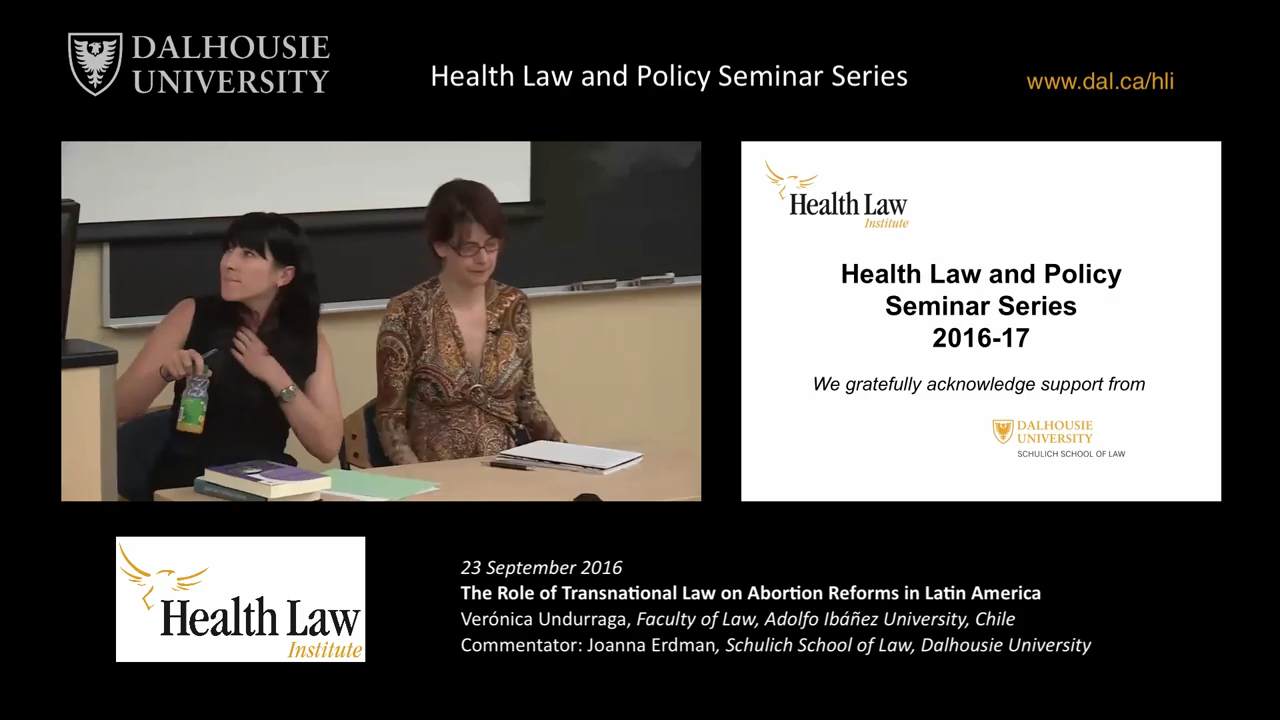 DALHOUSIE
UNIVERSITY
Health Law and Policy Seminar Series
www.dal.ca/hli
Health Law
Institute
Health Law and Policy
Seminar Series
2016-17
We gratefully acknowledge support from
DALHOUSIE
UNIVERSITY
SCHULICH SCHOOL OF LAW
Health Law
Institute
23 September 2016
The Role of Transnational Law on Abortion Reforms in Latin America
Verónica Undurraga, Faculty of Law, Adolfo Ibáñez University, Chile
Commentator: Joanna Erdman, Schulich School of Law, Dalhousie University